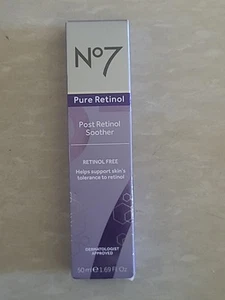 No7
Pure Retinol
Post Retinol
Soother
RETINOL FREE
Helps support skin's
tolerance to retinol
DERMATOLOGIST
APPROVED
50 ml ℮ 1.69 Fl. Oz